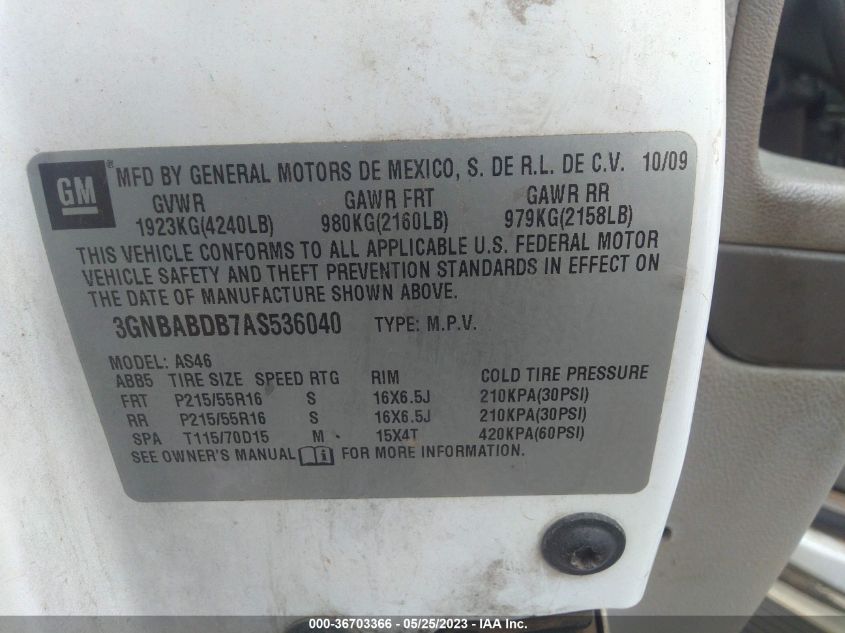 GM ® MFD BY GENERAL MOTORS DE MEXICO, S. DE R.L. DE C.V. 10/09
GVWR GAWR FRT GAWR RR
1923KG(4240LB) 980KG(2160LB) 979KG(2158LB)
THIS VEHICLE CONFORMS TO ALL APPLICABLE U.S. FEDERAL MOTOR
VEHICLE SAFETY AND THEFT PREVENTION STANDARDS IN EFFECT ON
THE DATE OF MANUFACTURE SHOWN ABOVE.
3GNBABDB7AS536040 TYPE: M.P.V.
MODEL: AS46
ABB5 TIRE SIZE SPEED RTG RIM COLD TIRE PRESSURE
FRT P215/55R16 S 16X6.5J 210KPA(30PSI)
RR P215/55R16 S 16X6.5J 210KPA(30PSI)
SPA T115/70D15 M 15X4T 420KPA(60PSI)
SEE OWNER'S MANUAL i FOR MORE INFORMATION.
000-36703366 - 05/25/2023 - IAA Inc.